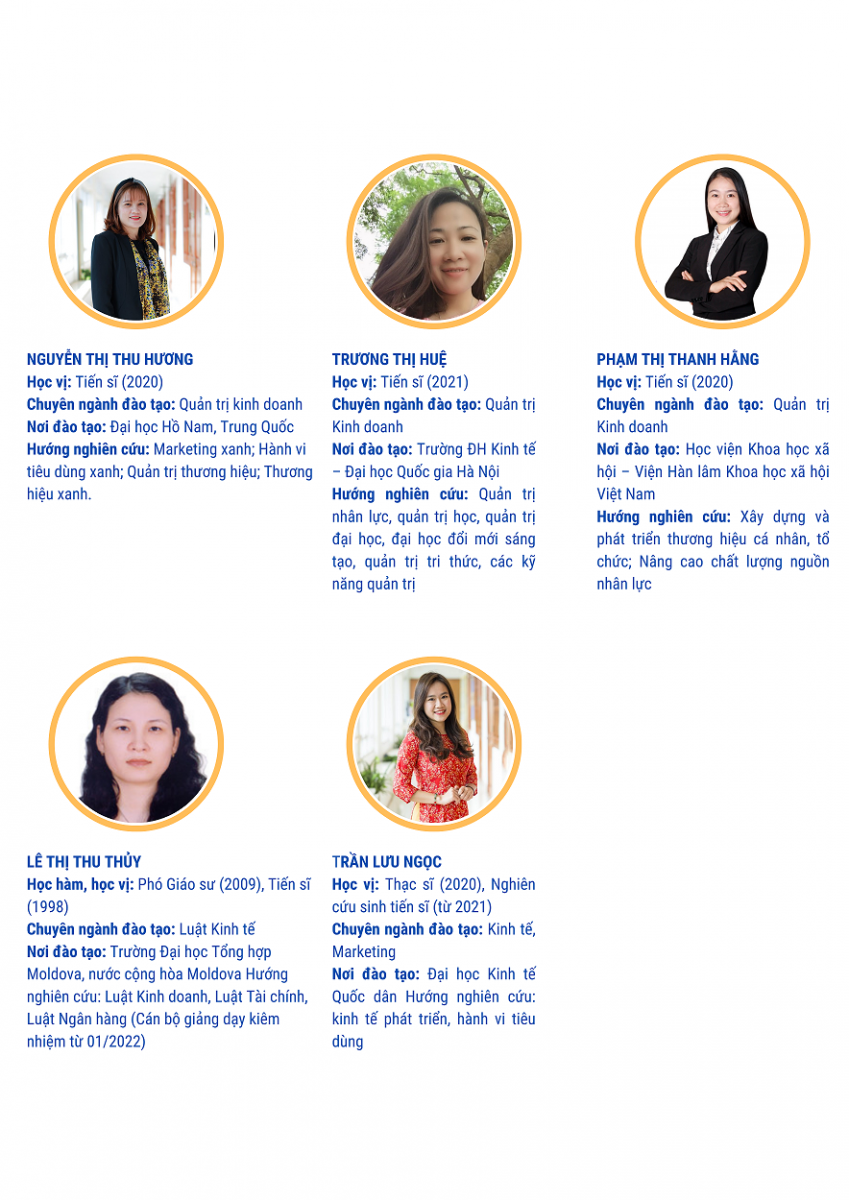 NGUYỄN THỊ THU HƯƠNG
Học vị: Tiến sĩ (2020)
Chuyên ngành đào tạo: Quản trị kinh doanh
Nơi đào tạo: Đại học Hồ Nam, Trung Quốc
Hướng nghiên cứu: Marketing xanh; Hành vi
tiêu dùng xanh; Quản trị thương hiệu; Thương
hiệu xanh.
TRƯƠNG THỊ HUỆ
Học vị: Tiến sĩ (2021)
Chuyên ngành đào tạo: Quản trị
Kinh doanh
Nơi đào tạo: Trường ĐH Kinh tế
– Đại học Quốc gia Hà Nội
Hướng nghiên cứu: Quản trị
nhân lực, quản trị học, quản trị
đại học, đại học đổi mới sáng
tạo, quản trị tri thức, các kỹ
năng quản trị
PHẠM THỊ THANH HẰNG
Học vị: Tiến sĩ (2020)
Chuyên ngành đào tạo: Quản trị
Kinh doanh
Nơi đào tạo: Học viện Khoa học xã
hội – Viện Hàn lâm Khoa học xã hội
Việt Nam
Hướng nghiên cứu: Xây dựng và
phát triển thương hiệu cá nhân, tổ
chức; Nâng cao chất lượng nguồn
nhân lực
LÊ THỊ THU THỦY
Học hàm, học vị: Phó Giáo sư (2009), Tiến sĩ
(1998)
Chuyên ngành đào tạo: Luật Kinh tế
Nơi đào tạo: Trường Đại học Tổng hợp
Moldova, nước cộng hòa Moldova Hướng
nghiên cứu: Luật Kinh doanh, Luật Tài chính,
Luật Ngân hàng (Cán bộ giảng dạy kiêm
nhiệm từ 01/2022)
TRẦN LƯU NGỌC
Học vị: Thạc sĩ (2020), Nghiên
cứu sinh tiến sĩ (từ 2021)
Chuyên ngành đào tạo: Kinh tế,
Marketing
Nơi đào tạo: Đại học Kinh tế
Quốc dân Hướng nghiên cứu:
kinh tế phát triển, hành vi tiêu
dùng